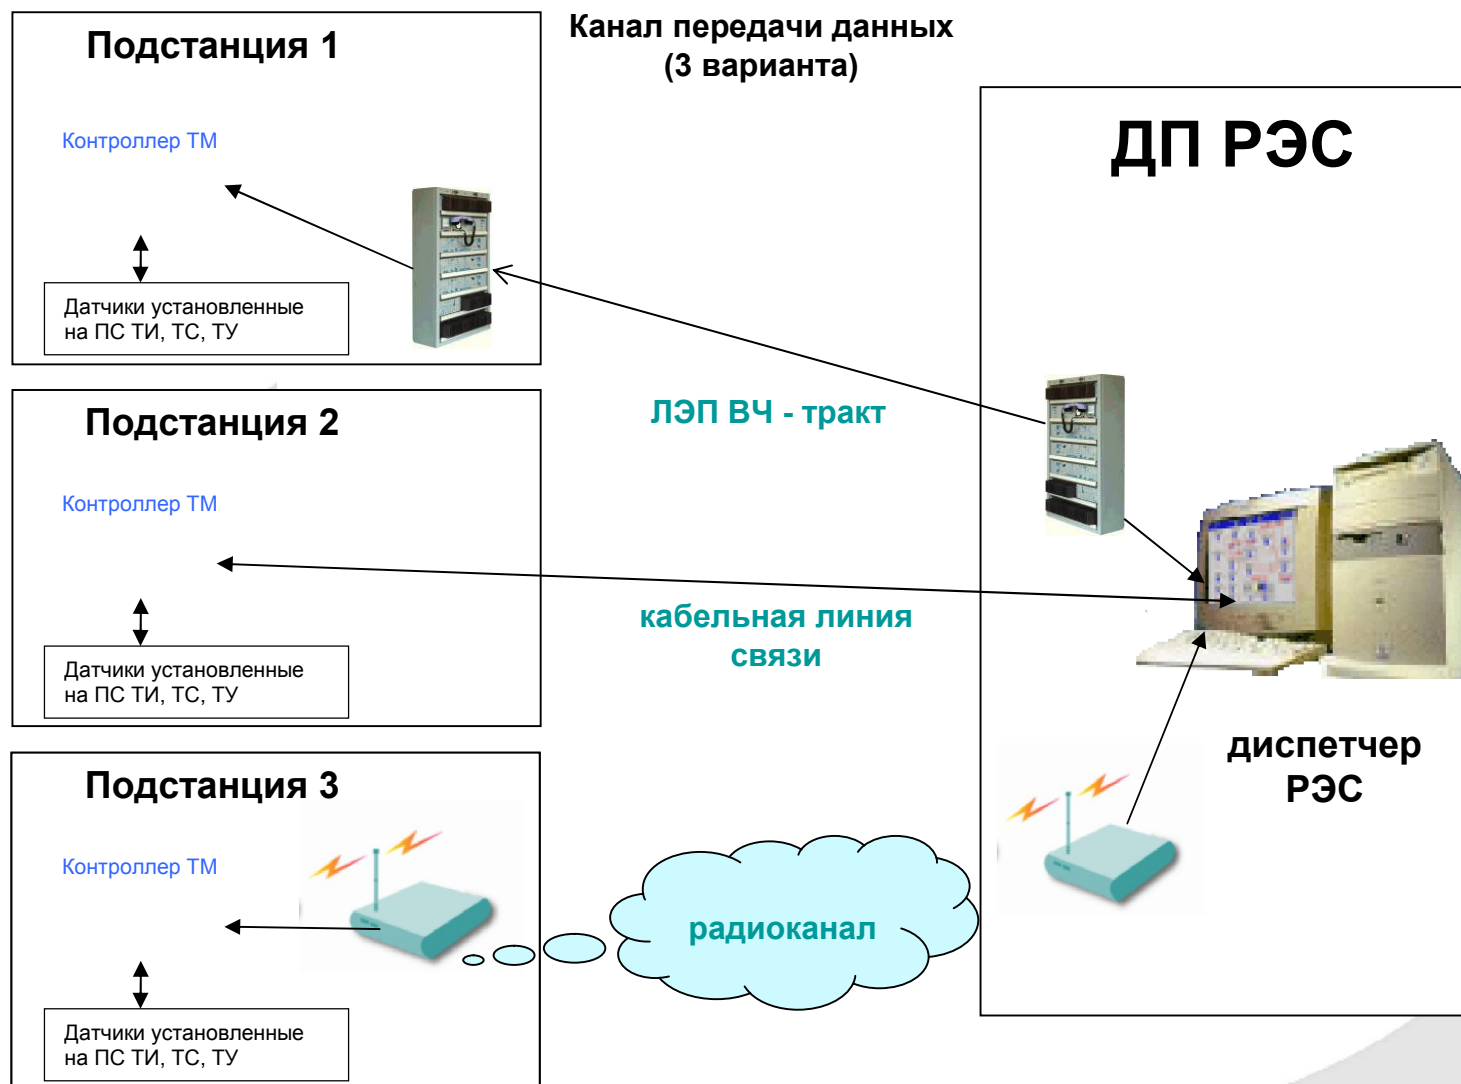 Подстанция 1
Канал передачи данных
(3 варианта)
Контроллер ТМ
Датчики установленные
на ПС ТИ, ТС, ТУ
ДП РЭС
ЛЭП ВЧ - тракт
Подстанция 2
Контроллер ТМ
Датчики установленные
на ПС ТИ, ТС, ТУ
кабельная линия
связи
диспетчер
РЭС
Подстанция 3
Контроллер ТМ
Датчики установленные
на ПС ТИ, ТС, ТУ
радиоканал